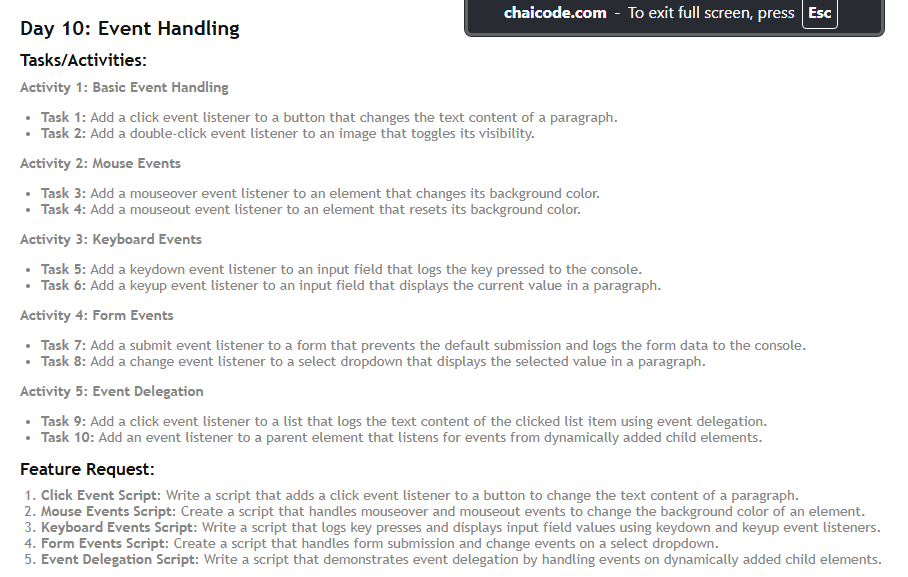 chaicode.com - To exit full screen, press Esc
Day 10: Event Handling
Tasks/Activities:
Activity 1: Basic Event Handling
• Task 1: Add a click event listener to a button that changes the text content of a paragraph.
• Task 2: Add a double-click event listener to an image that toggles its visibility.
Activity 2: Mouse Events
• Task 3: Add a mouseover event listener to an element that changes its background color.
• Task 4: Add a mouseout event listener to an element that resets its background color.
Activity 3: Keyboard Events
• Task 5: Add a keydown event listener to an input field that logs the key pressed to the console.
• Task 6: Add a keyup event listener to an input field that displays the current value in a paragraph.
Activity 4: Form Events
• Task 7: Add a submit event listener to a form that prevents the default submission and logs the form data to the console.
• Task 8: Add a change event listener to a select dropdown that displays the selected value in a paragraph.
Activity 5: Event Delegation
• Task 9: Add a click event listener to a list that logs the text content of the clicked list item using event delegation.
• Task 10: Add an event listener to a parent element that listens for events from dynamically added child elements.
Feature Request:
1. Click Event Script: Write a script that adds a click event listener to a button to change the text content of a paragraph.
2. Mouse Events Script: Create a script that handles mouseover and mouseout events to change the background color of an element.
3. Keyboard Events Script: Write a script that logs key presses and displays input field values using keydown and keyup event listeners.
4. Form Events Script: Create a script that handles form submission and change events on a select dropdown.
5. Event Delegation Script: Write a script that demonstrates event delegation by handling events on dynamically added child elements.